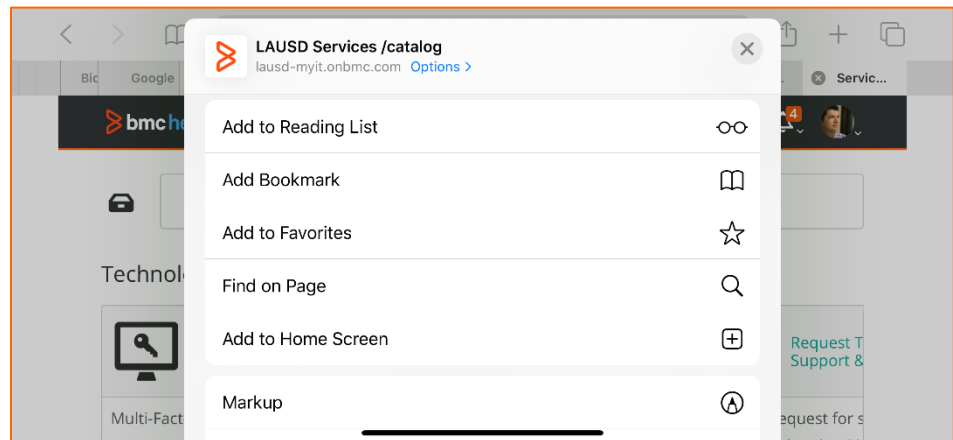 LAUSD Services /catalog
lausd-myit.onbmc.com Options >
Google
Servic...
bmc
4
Add to Reading List
Add Bookmark
Add to Favorites
Technol
Find on Page
Add to Home Screen
Request T
Support &
Markup
Multi-Fact
equest for s